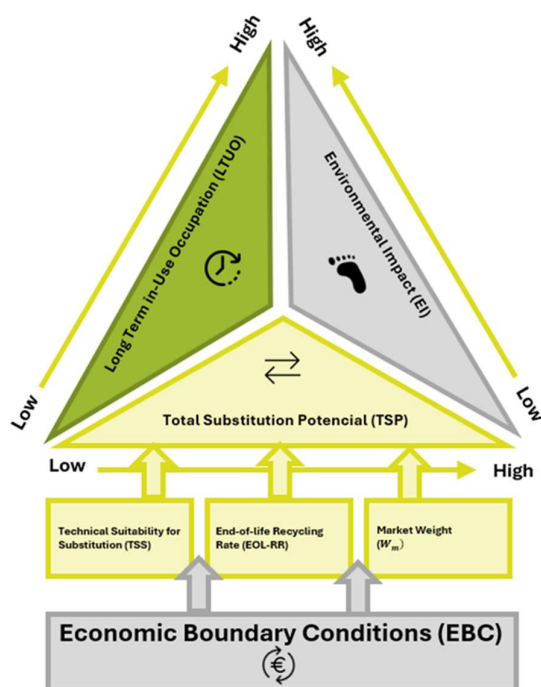 High
High
Long Term in-Use Occupation (LTUO)
Environmental Impact (EI)
Low
Low
Total Substitution Potencial (TSP)
Low
High
Technical Suitability for
Substitution (TSS)
End-of-life Recycling
Rate (EOL-RR)
Market Weight
(W_m)
Economic Boundary Conditions (EBC)
€